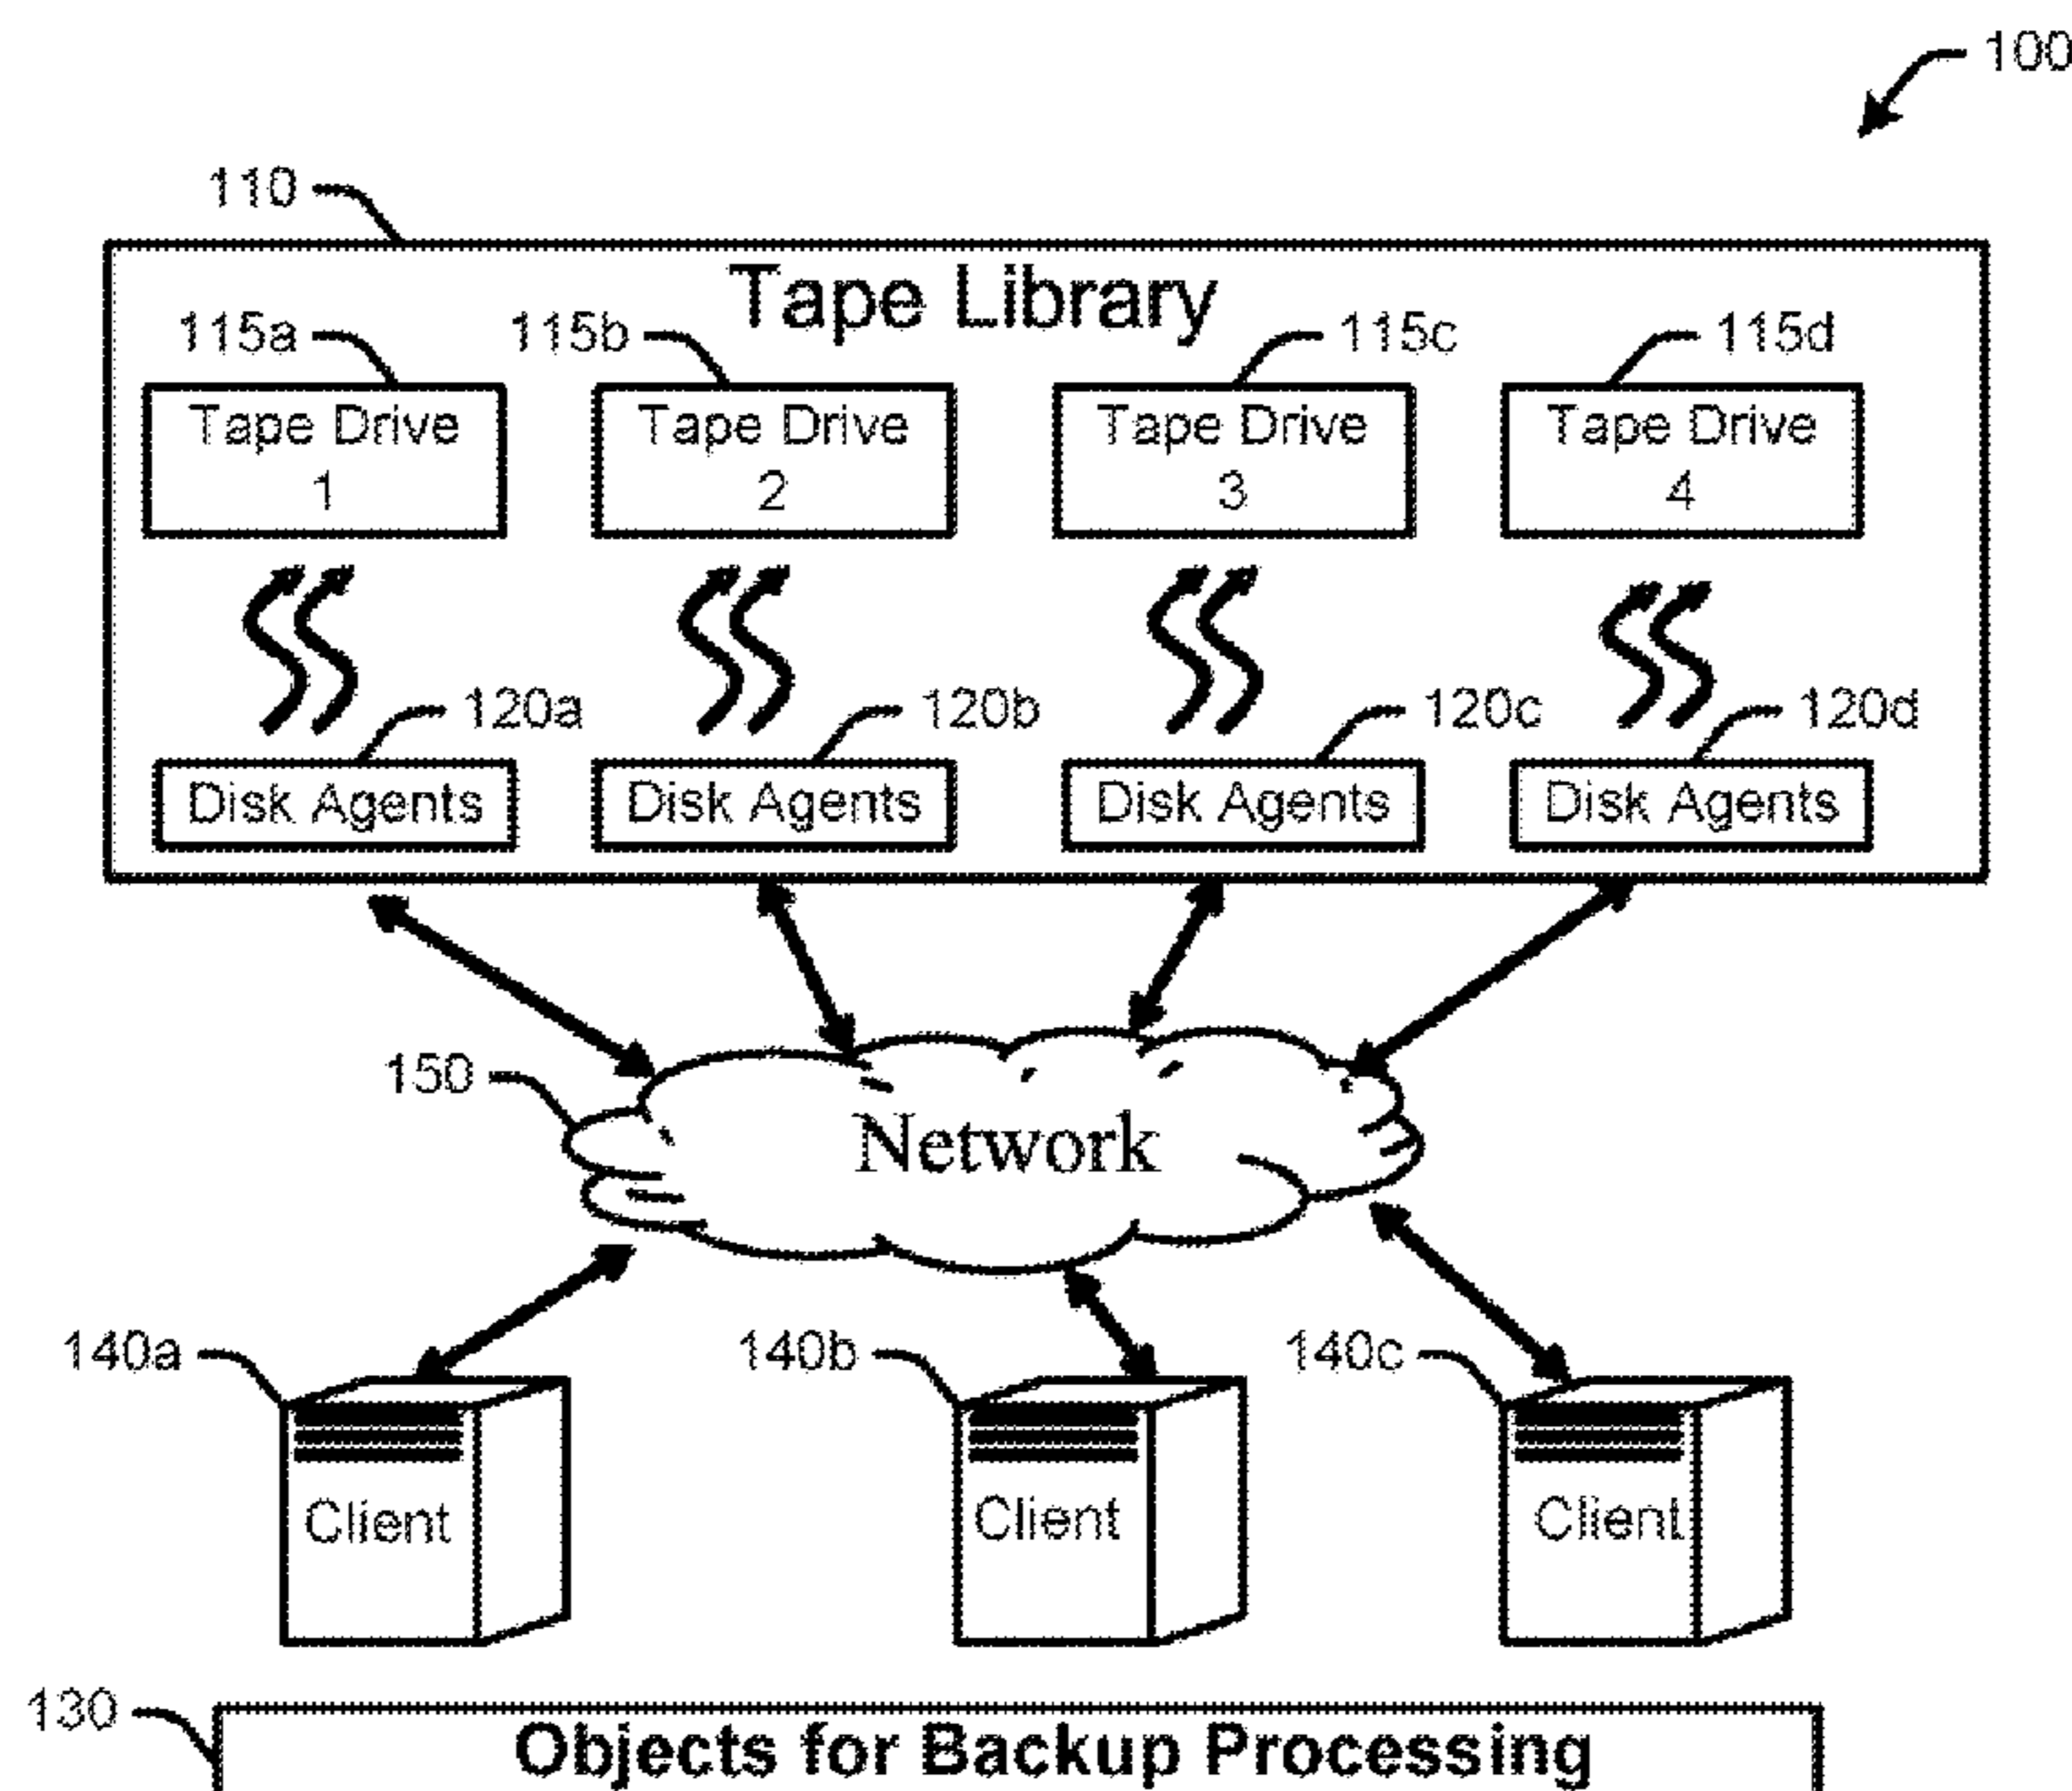 100
110
Tape Library
115a 115b 115c 115d
Tape Drive
1
Tape Drive
2
Tape Drive
3
Tape Drive
4
120a 120b 120c 120d
Disk Agents Disk Agents Disk Agents Disk Agents
150
Network
140a 140b 140c
Client Client Client
130
Objects for Backup Processing